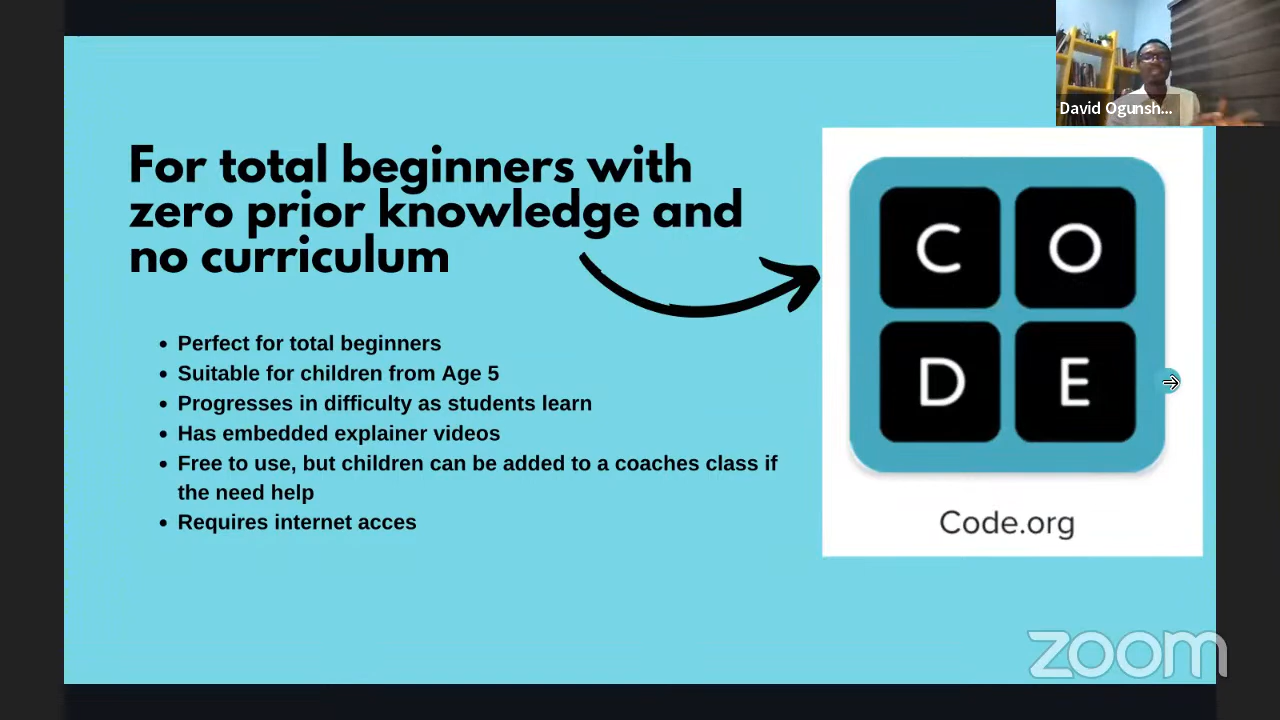 David Ogunsh...
For total beginners with
zero prior knowledge and
no curriculum
Perfect for total beginners
Suitable for children from Age 5
Progresses in difficulty as students learn
Has embedded explainer videos
Free to use, but children can be added to a coaches class if
the need help
Requires internet acces
C O
D E
Code.org
zoom